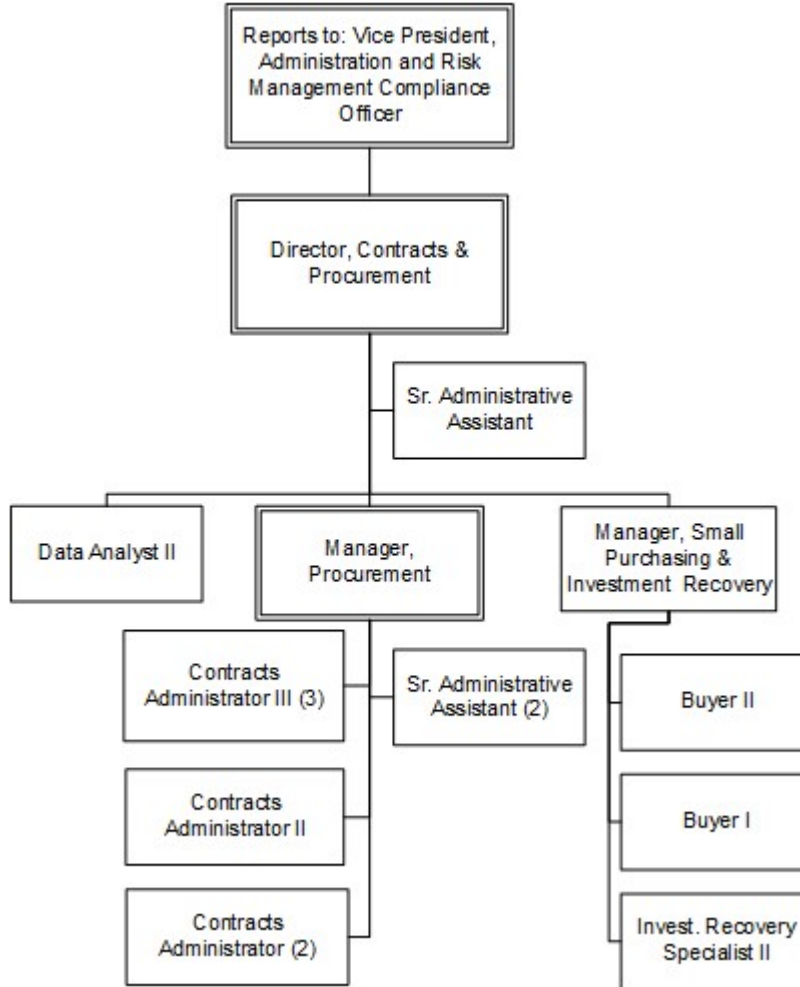 Reports to: Vice President,
Administration and Risk
Management Compliance
Officer
Director, Contracts &
Procurement
Sr. Administrative
Assistant
Data Analyst II
Manager,
Procurement
Manager, Small
Purchasing &
Investment Recovery
Contracts
Administrator III (3)
Sr. Administrative
Assistant (2)
Buyer II
Contracts
Administrator II
Buyer I
Contracts
Administrator (2)
Invest. Recovery
Specialist II